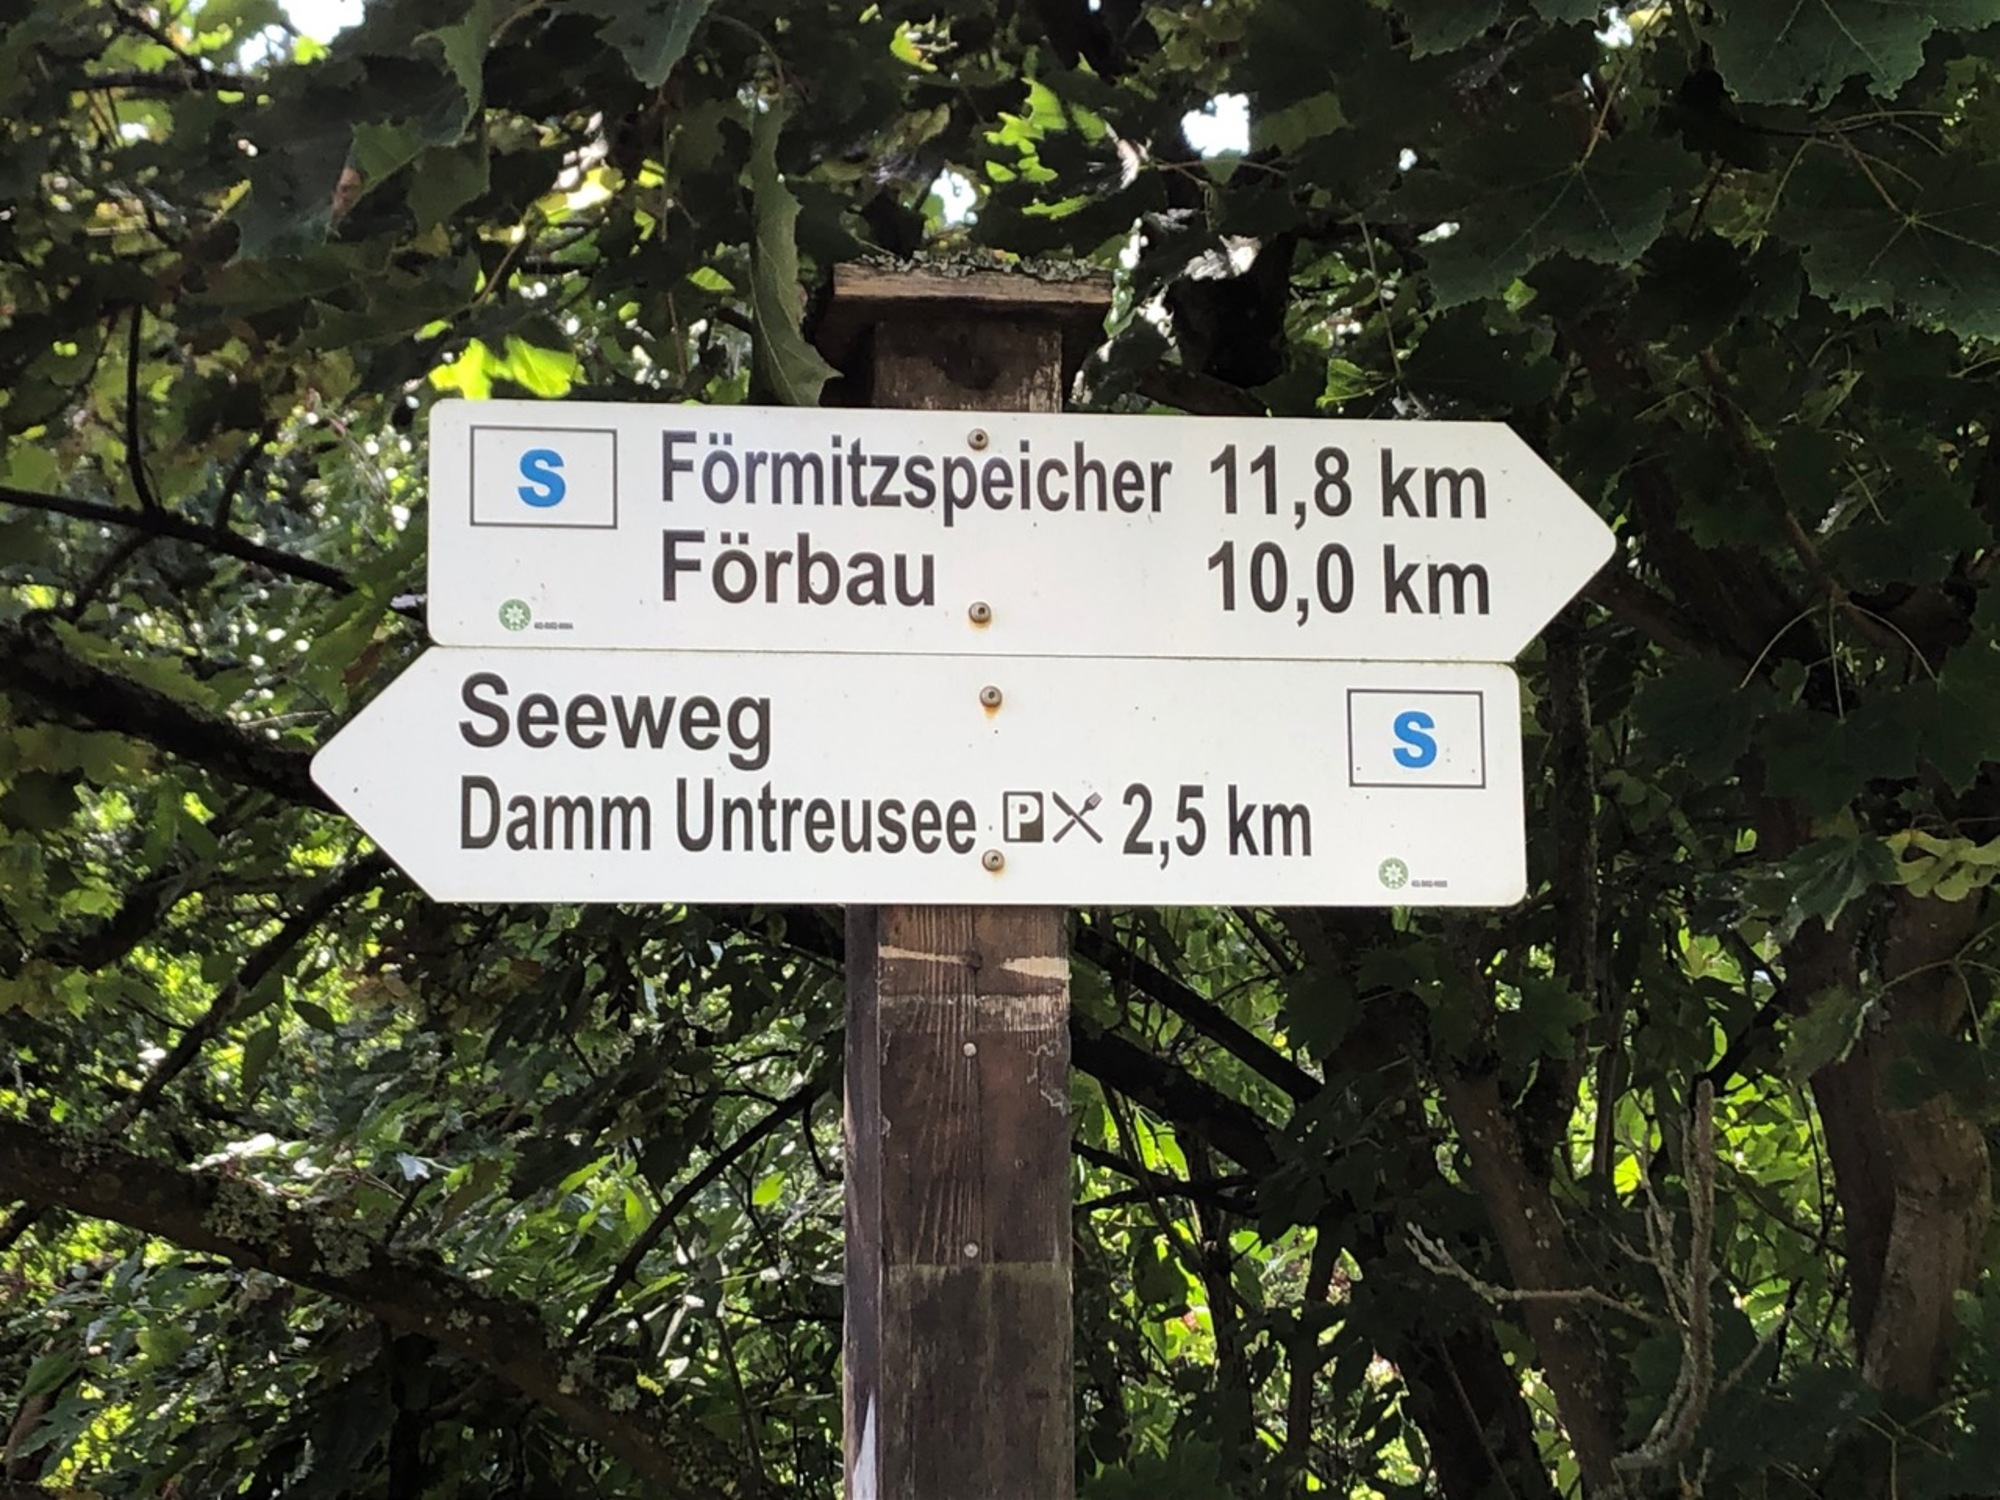 S Förmitzspeicher 11,8 km
Förbau 10,0 km
Seeweg S
Damm Untreusee P 2,5 km